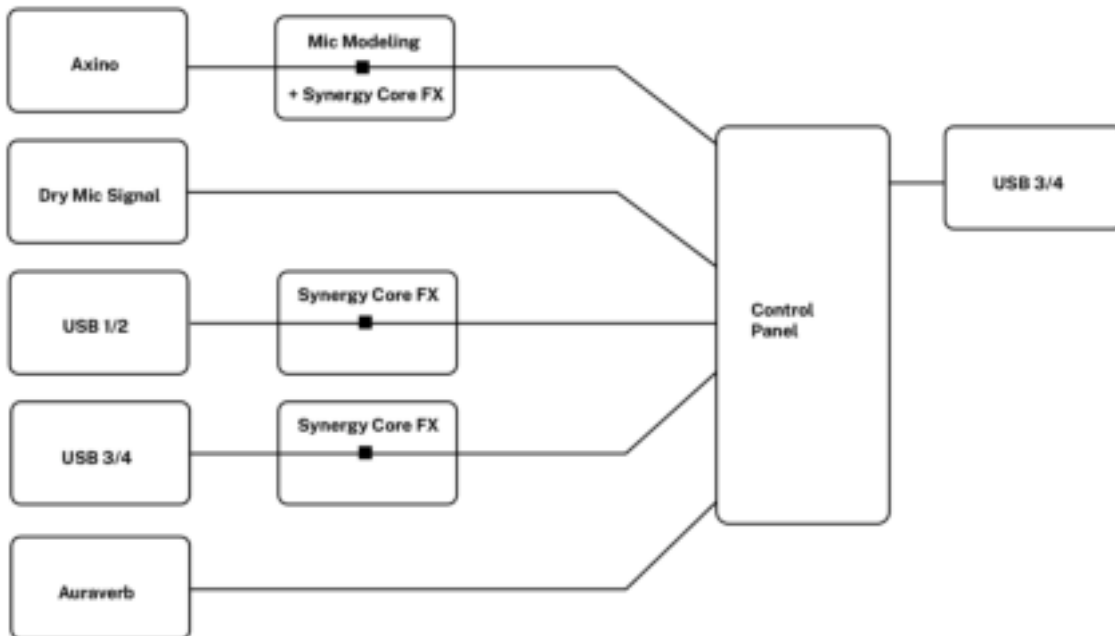 Axino
Mic Modeling
+ Synergy Core FX
Dry Mic Signal
USB 1/2
Synergy Core FX
USB 3/4
Synergy Core FX
Auraverb
Control
Panel
USB 3/4